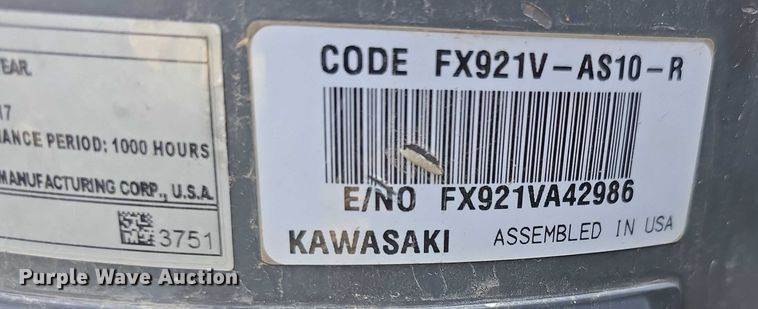 EAR
17
ANCE PERIOD: 1000 HOURS
MANUFACTURING CORP., U.S.A.
3751
CODE FX921V-AS10-R
E/NO FX921VA42986
KAWASAKI ASSEMBLED IN USA
Purple Wave Auction